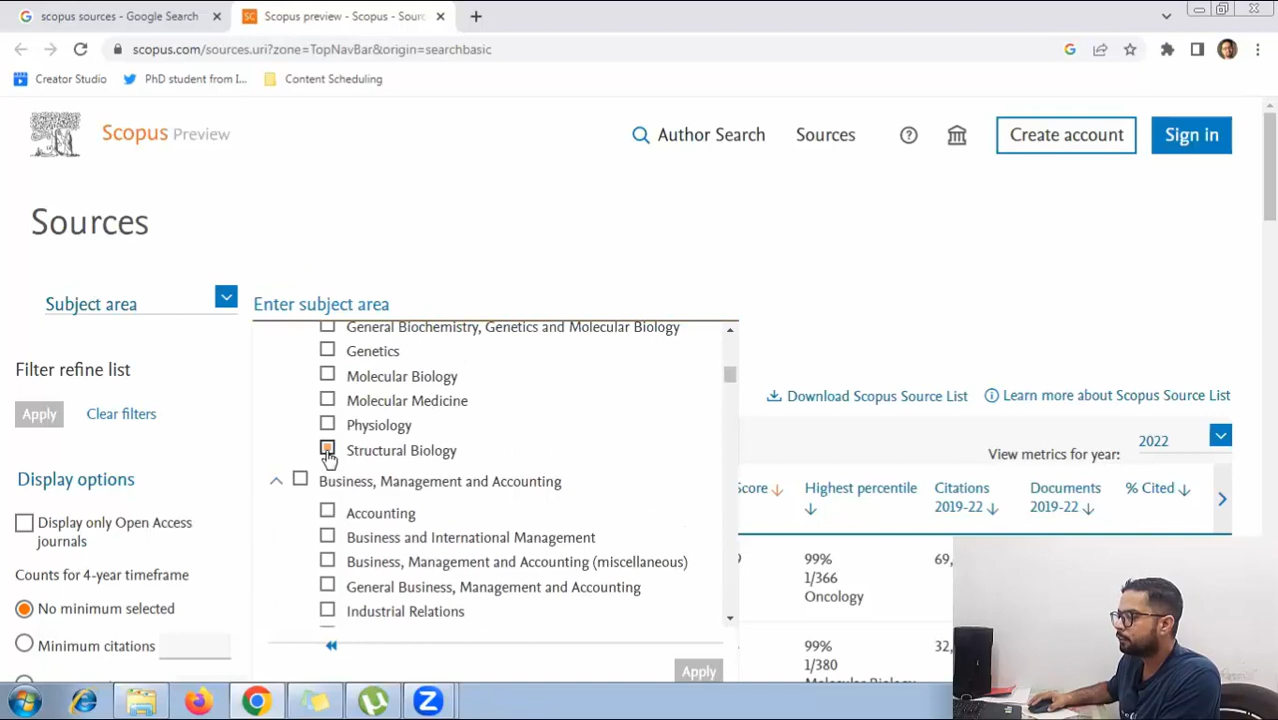 scopus sources - Google Search
Scopus preview - Scopus - Sour
scopus.com/sources.uri?zone=TopNavBar&origin=searchbasic
Creator Studio
PhD student from I...
Content Scheduling
Scopus Preview
Author Search
Sources
Create account
Sign in
Sources
Subject area
Enter subject area
General Biochemistry, Genetics and Molecular Biology
Genetics
Molecular Biology
Molecular Medicine
Physiology
Structural Biology
Business, Management and Accounting
Accounting
Business and International Management
Business, Management and Accounting (miscellaneous)
General Business, Management and Accounting
Industrial Relations
Apply
Filter refine list
Apply
Clear filters
Display options
Display only Open Access
journals
Counts for 4-year timeframe
No minimum selected
Minimum citations
Download Scopus Source List
Learn more about Scopus Source List
View metrics for year:
2022
Score
Highest percentile
Citations
2019-22
Documents
2019-22
% Cited
99%
1/366
Oncology
69,
99%
1/380
Molecular Biology
32,